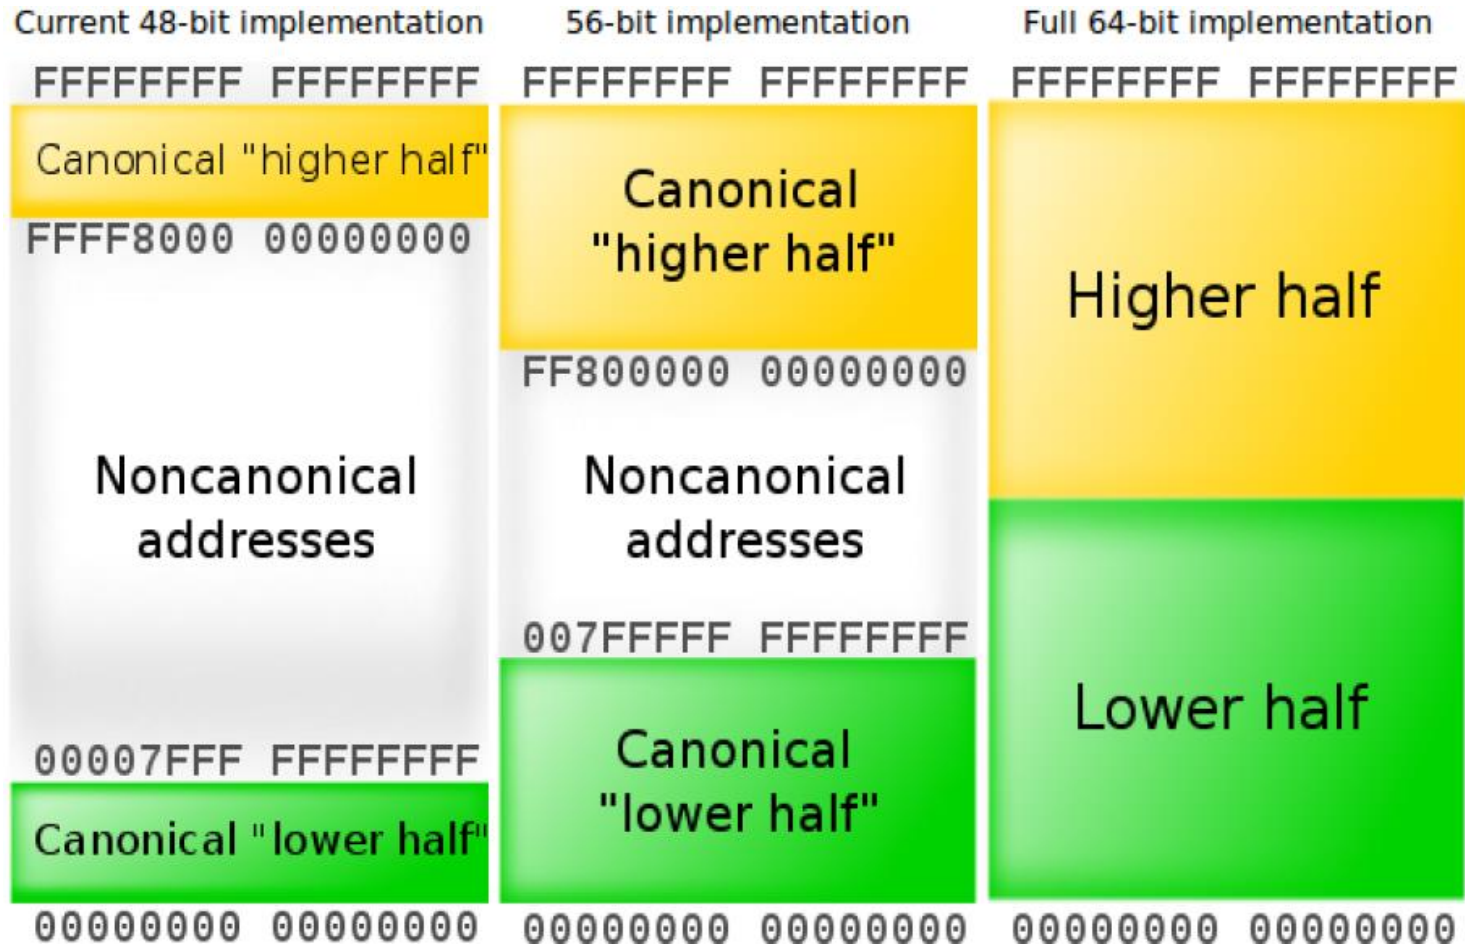 Current 48-bit implementation
FFFFFFFF FFFFFFFF
Canonical "higher half"
FFFF8000 00000000
Noncanonical
addresses
00007FFF FFFFFFFF
Canonical "lower half"
00000000 00000000
56-bit implementation
FFFFFFFF FFFFFFFF
Canonical
"higher half"
FF800000 00000000
Noncanonical
addresses
007FFFFF FFFFFFFF
Canonical
"lower half"
00000000 00000000
Full 64-bit implementation
FFFFFFFF FFFFFFFF
Higher half
Lower half
00000000 00000000